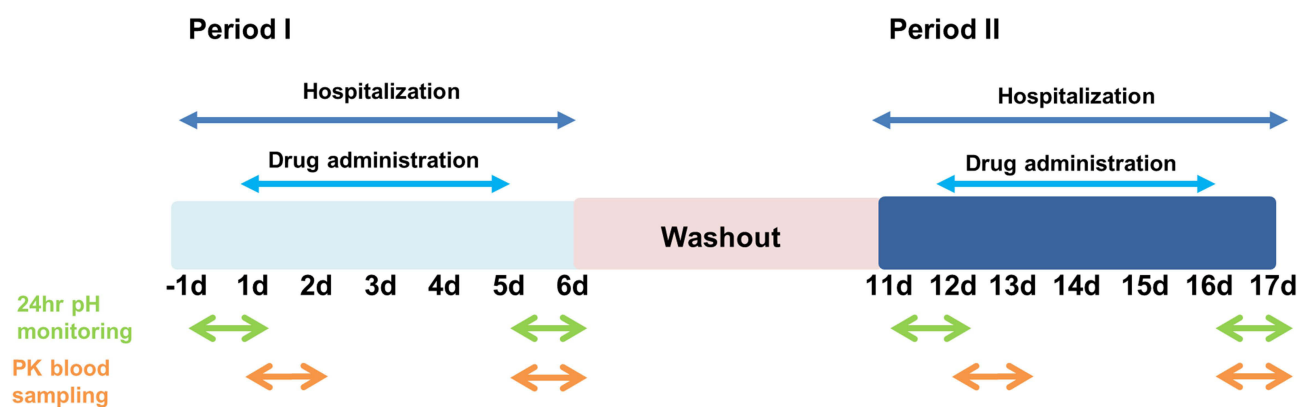 Period I
Period II
Hospitalization
Hospitalization
Drug administration
Drug administration
Washout
-1d 1d 2d 3d 4d 5d 6d
11d 12d 13d 14d 15d 16d 17d
24hr pH
monitoring
PK blood
sampling